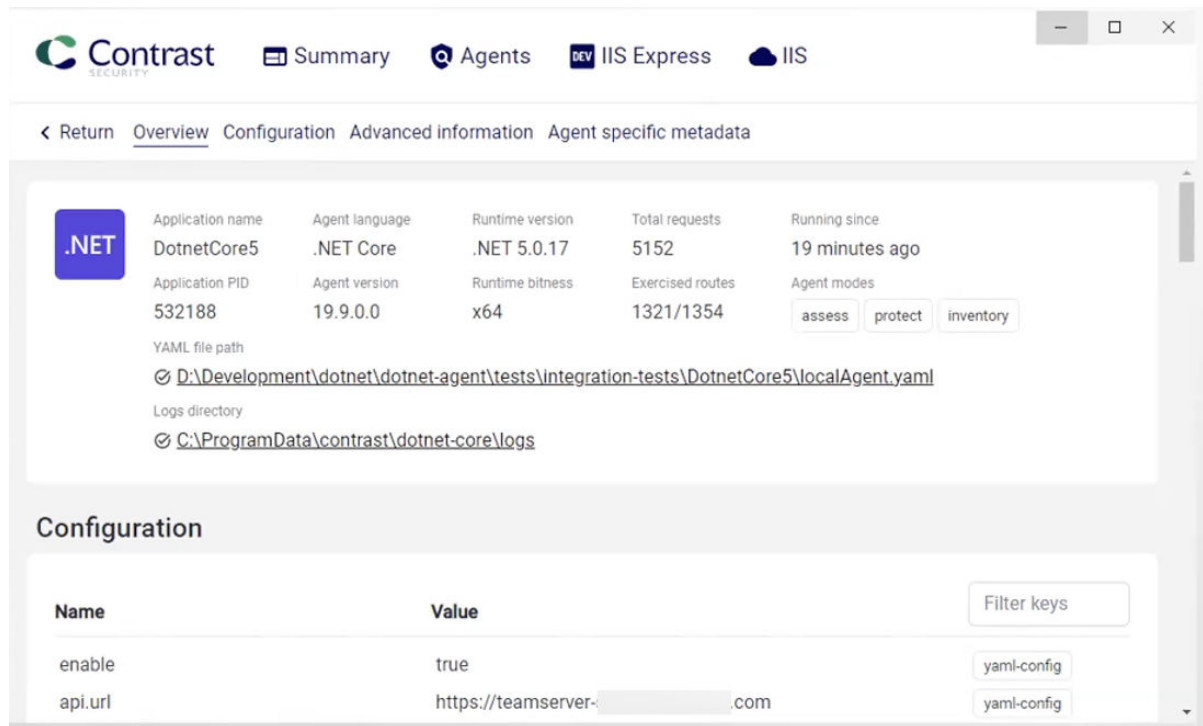 Contrast
SECURITY
Summary
Agents
DEV IIS Express
IIS
Return Overview Configuration Advanced information Agent specific metadata
.NET
Application name Agent language Runtime version Total requests Running since
DotnetCore5 .NET Core .NET 5.0.17 5152 19 minutes ago
Application PID Agent version Runtime bitness Exercised routes Agent modes
532188 19.9.0.0 x64 1321/1354 assess protect inventory
YAML file path
D:\Development\dotnet\dotnet-agent\tests\integration-tests\DotnetCore5\localAgent.yaml
Logs directory
C:\ProgramData\contrast\dotnet-core\logs
Configuration
Name Value Filter keys
enable true yaml-config
api.url https://teamserver- .com yaml-config